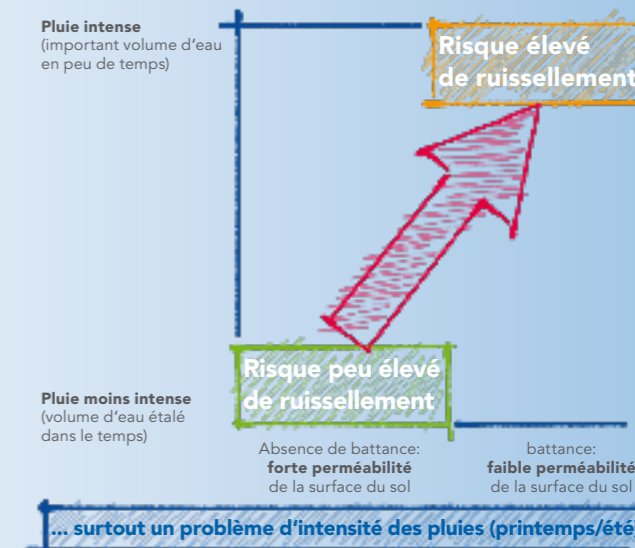 Pluie intense
(important volume d'eau
en peu de temps)
Risque élevé
de ruissellement
Risque peu élevé
de ruissellement
Pluie moins intense
(volume d'eau étalé
dans le temps)
Absence de battance:
forte perméabilité
de la surface du sol
battance:
faible perméabilité
de la surface du sol
... surtout un problème d'intensité des pluies (printemps/été